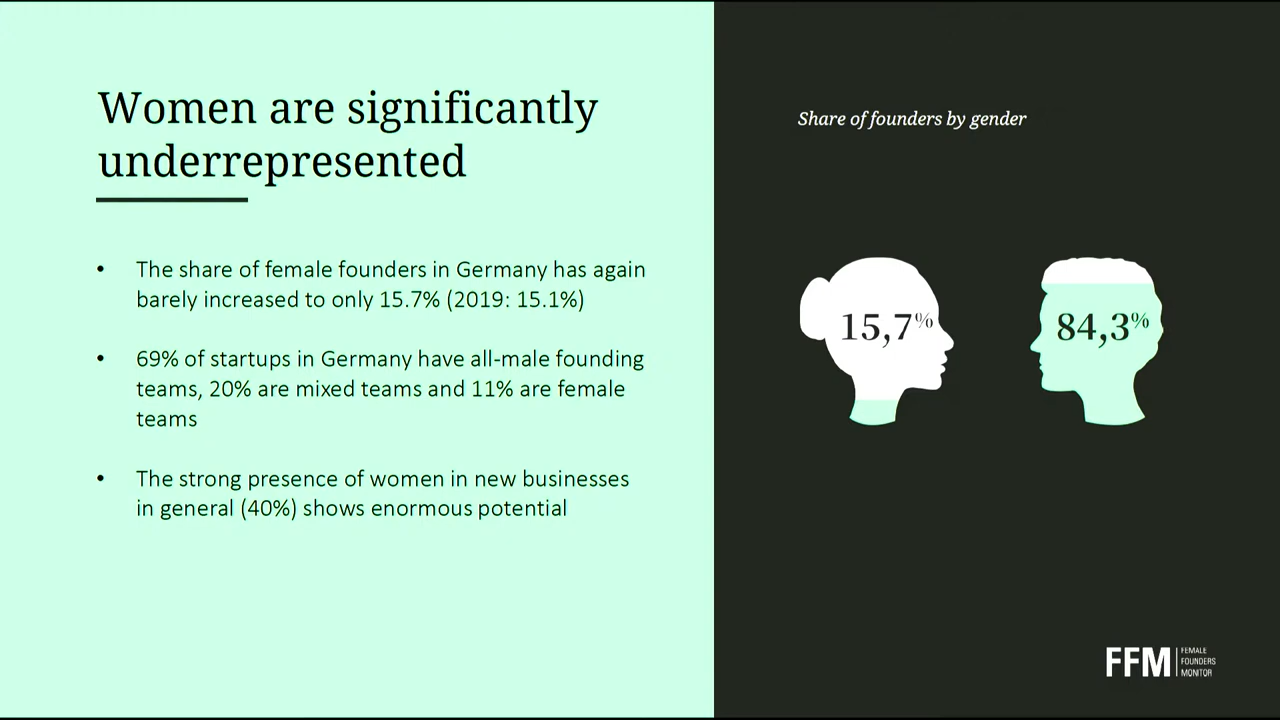 Women are significantly
underrepresented
• The share of female founders in Germany has again
barely increased to only 15.7% (2019: 15.1%)
• 69% of startups in Germany have all-male founding
teams, 20% are mixed teams and 11% are female
teams
• The strong presence of women in new businesses
in general (40%) shows enormous potential
Share of founders by gender
15,7%
84,3%
FFM
FEMALE
FOUNDERS
MONITOR